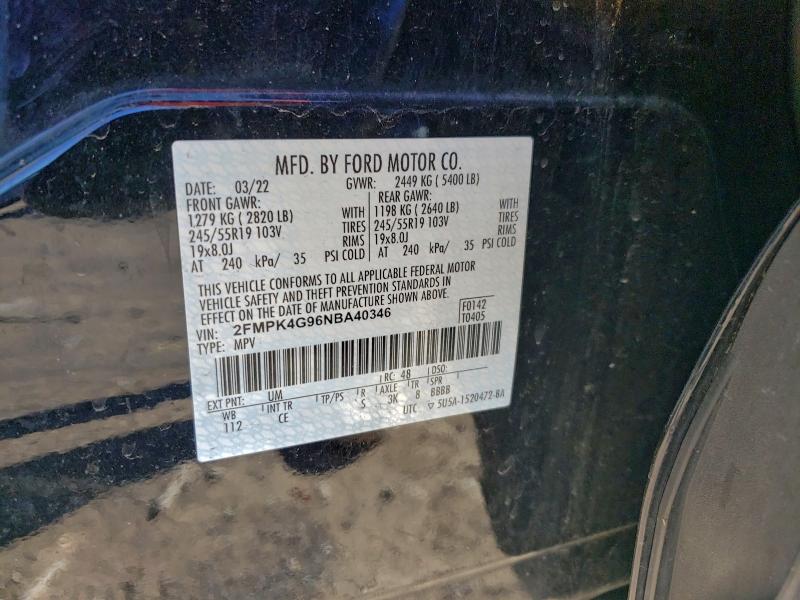 MFD. BY FORD MOTOR CO.
DATE: 03/22 GVWR: 2449 KG ( 5400 LB)
FRONT GAWR: REAR GAWR:
1279 KG ( 2820 LB) WITH 1198 KG ( 2640 LB) WITH
245/55R19 103V TIRES 245/55R19 103V TIRES
19x8.0J RIMS 19x8.0J RIMS
AT 240 kPa/ 35 PSI COLD AT 240 kPa/ 35 PSI COLD
THIS VEHICLE CONFORMS TO ALL APPLICABLE FEDERAL MOTOR
VEHICLE SAFETY AND THEFT PREVENTION STANDARDS IN
EFFECT ON THE DATE OF MANUFACTURE SHOWN ABOVE.
VIN: 2FMPK4G96NBA40346 F0142
TYPE: MPV T0405
EXT PNT: UM RC: 48 DSO:
WB INT TR TP/PS R AXLE TR SPR
112 CE S 3K 8 BBBB
UTC ▽ 5U5A-1520472-BA